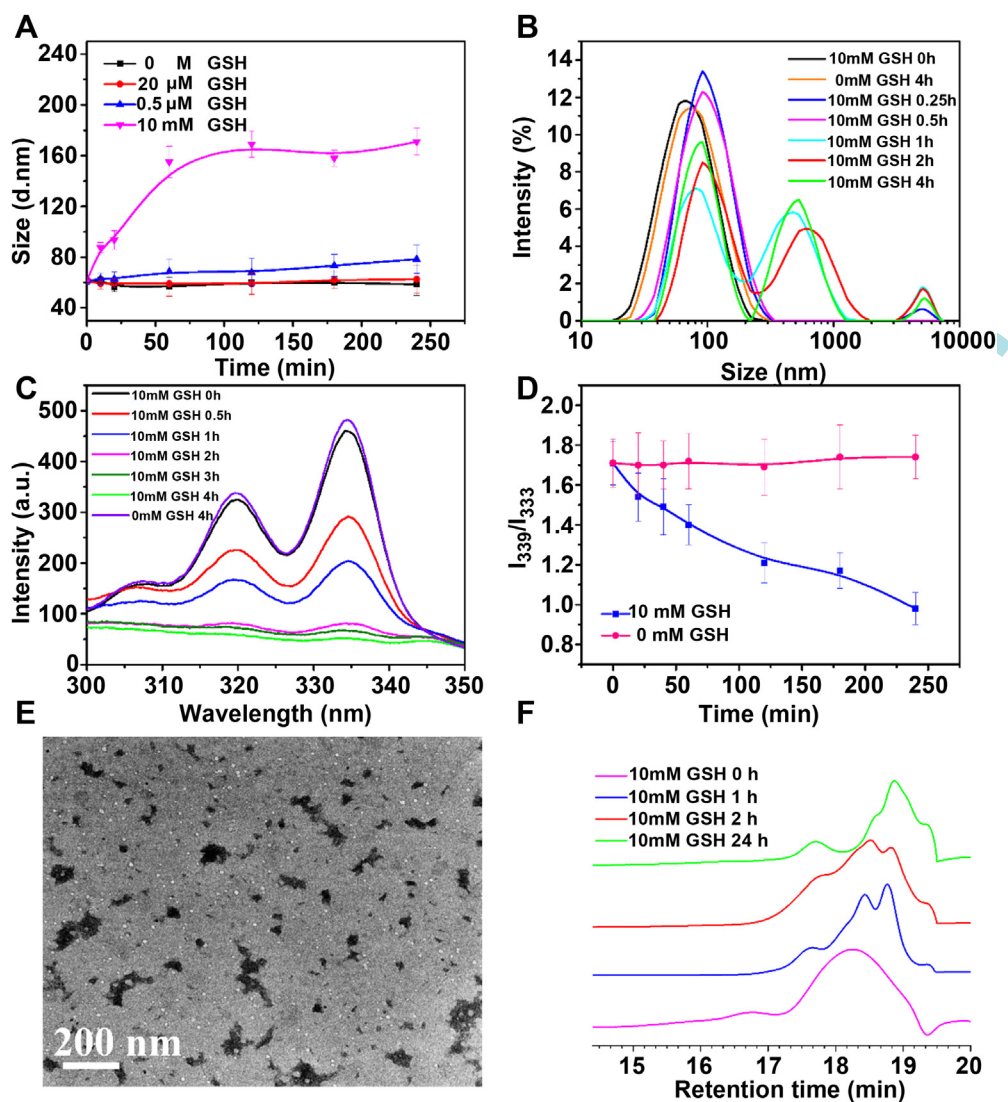 A
0 M GSH
20 µM GSH
0.5 µM GSH
10 mM GSH
Size (d.nm)
240
200
160
120
80
40
0 50 100 150 200 250
Time (min)
B
10mM GSH 0h
0mM GSH 4h
10mM GSH 0.25h
10mM GSH 0.5h
10mM GSH 1h
10mM GSH 2h
10mM GSH 4h
Intensity (%)
14
12
10
8
6
4
2
0
10 100 1000 10000
Size (nm)
C
10mM GSH 0h
10mM GSH 0.5h
10mM GSH 1h
10mM GSH 2h
10mM GSH 3h
10mM GSH 4h
0mM GSH 4h
Intensity (a.u.)
500
400
300
200
100
0
300 310 320 330 340 350
Wavelength (nm)
D
I339/I333
2.0
1.8
1.6
1.4
1.2
1.0
0.8
10 mM GSH
0 mM GSH
0 50 100 150 200 250
Time (min)
E
200 nm
F
10mM GSH 0 h
10mM GSH 1 h
10mM GSH 2 h
10mM GSH 24 h
15 16 17 18 19 20
Retention time (min)